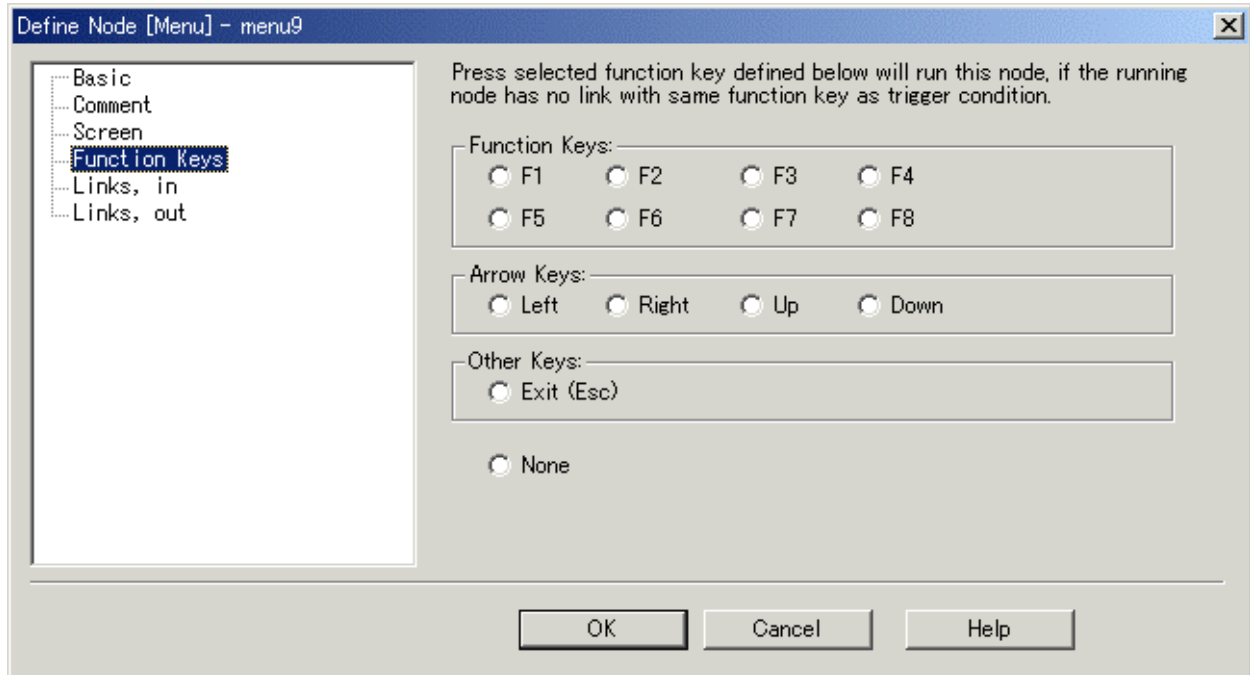 Define Node [Menu] - menu9
Basic
Comment
Screen
Function Keys
Links, in
Links, out
Press selected function key defined below will run this node, if the running
node has no link with same function key as trigger condition.
Function Keys:
F1 F2 F3 F4
F5 F6 F7 F8
Arrow Keys:
Left Right Up Down
Other Keys:
Exit (Esc)
None
OK Cancel Help